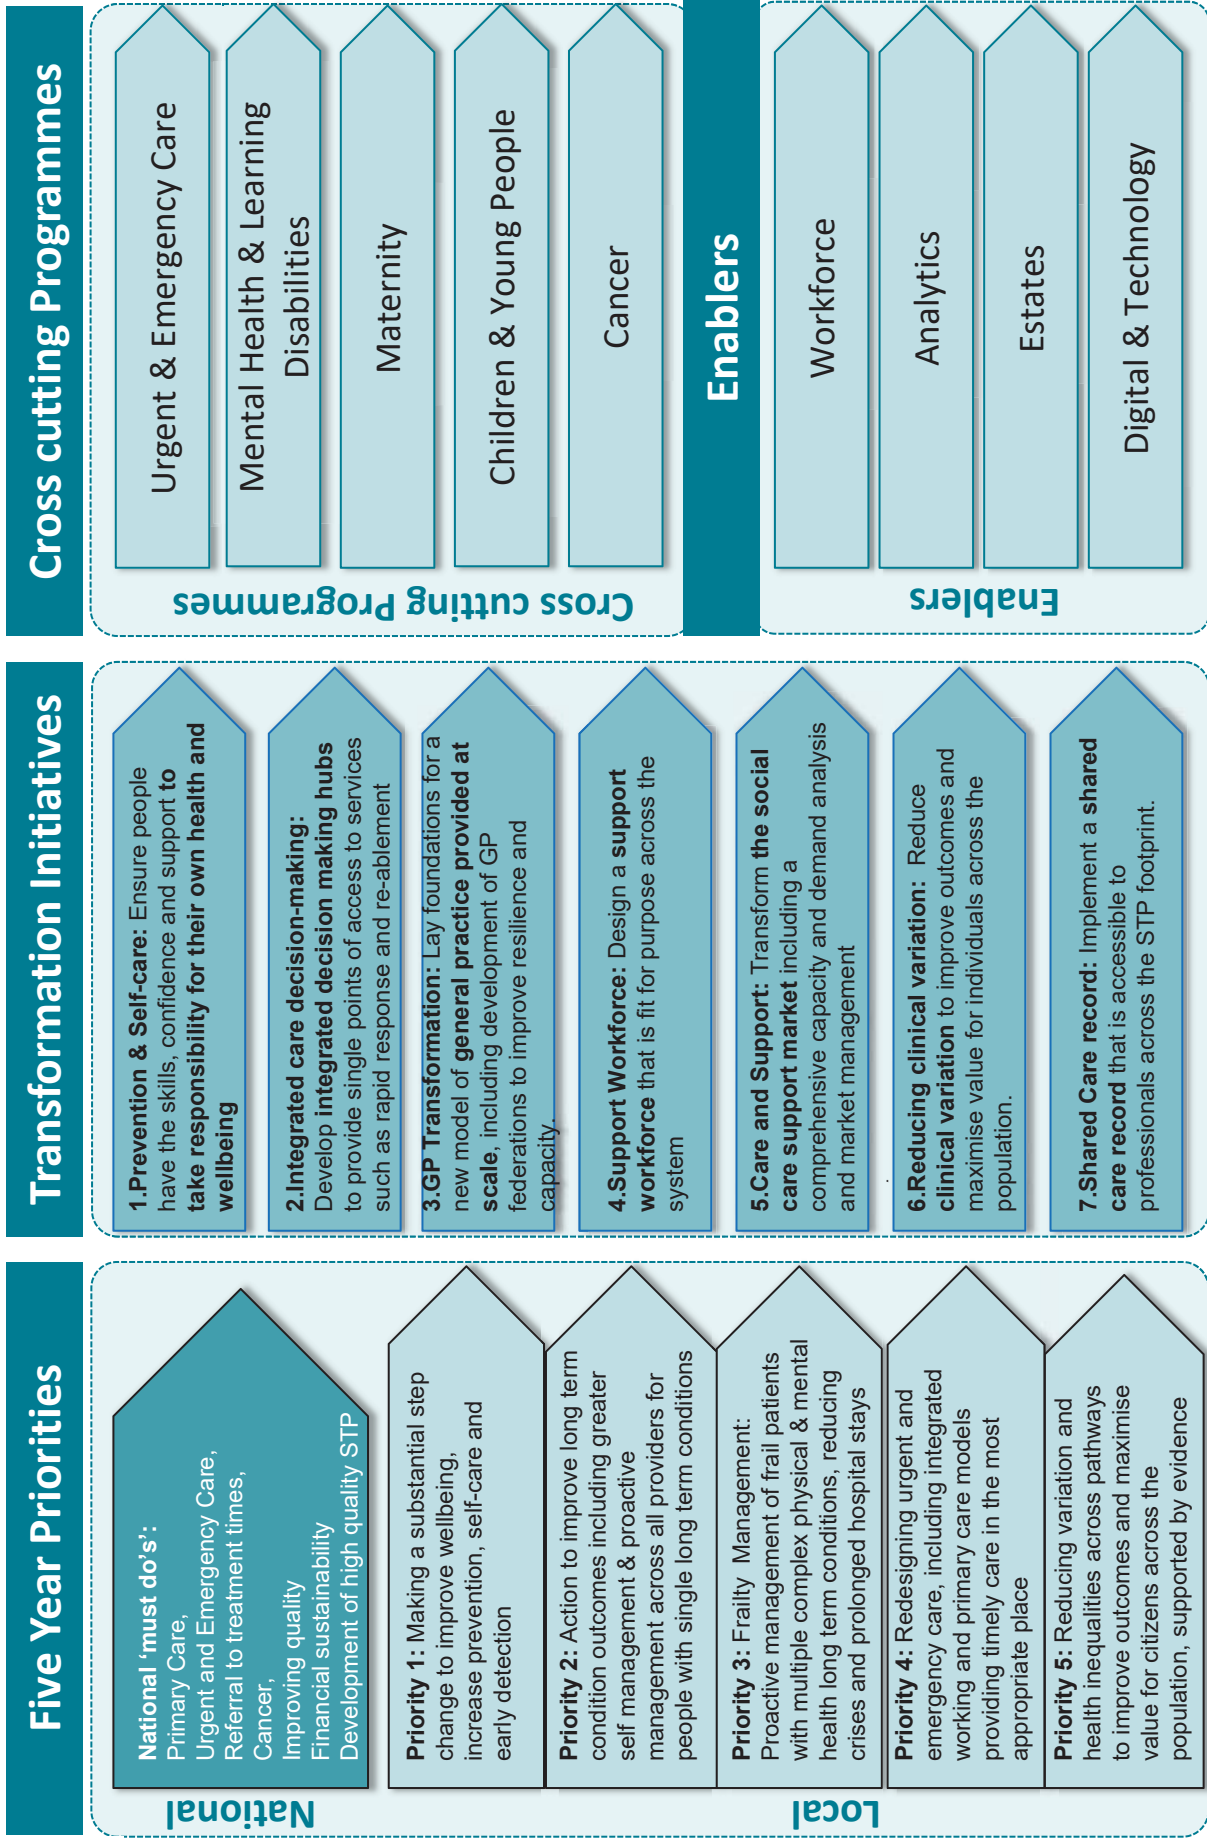 Five Year Priorities
National
National ‘must do’s’:
Primary Care,
Urgent and Emergency Care,
Referral to treatment times,
Cancer,
Improving quality
Financial sustainability
Development of high quality STP
Local
Priority 1: Making a substantial step
change to improve wellbeing,
increase prevention, self-care and
early detection
Priority 2: Action to improve long term
condition outcomes including greater
self management & proactive
management across all providers for
people with single long term conditions
Priority 3: Frailty Management:
Proactive management of frail patients
with multiple complex physical & mental
health long term conditions, reducing
crises and prolonged hospital stays
Priority 4: Redesigning urgent and
emergency care, including integrated
working and primary care models
providing timely care in the most
appropriate place
Priority 5: Reducing variation and
health inequalities across pathways
to improve outcomes and maximise
value for citizens across the
population, supported by evidence
Transformation Initiatives
1.Prevention & Self-care: Ensure people
have the skills, confidence and support to
take responsibility for their own health and
wellbeing
2.Integrated care decision-making:
Develop integrated decision making hubs
to provide single points of access to services
such as rapid response and re-ablement
3.GP Transformation: Lay foundations for a
new model of general practice provided at
scale, including development of GP
federations to improve resilience and
capacity.
4.Support Workforce: Design a support
workforce that is fit for purpose across the
system
5.Care and Support: Transform the social
care support market including a
comprehensive capacity and demand analysis
and market management
6.Reducing clinical variation: Reduce
clinical variation to improve outcomes and
maximise value for individuals across the
population.
7.Shared Care record: Implement a shared
care record that is accessible to
professionals across the STP footprint.
Cross cutting Programmes
Cross cutting Programmes
Urgent & Emergency Care
Mental Health & Learning
Disabilities
Maternity
Children & Young People
Cancer
Enablers
Enablers
Workforce
Analytics
Estates
Digital & Technology